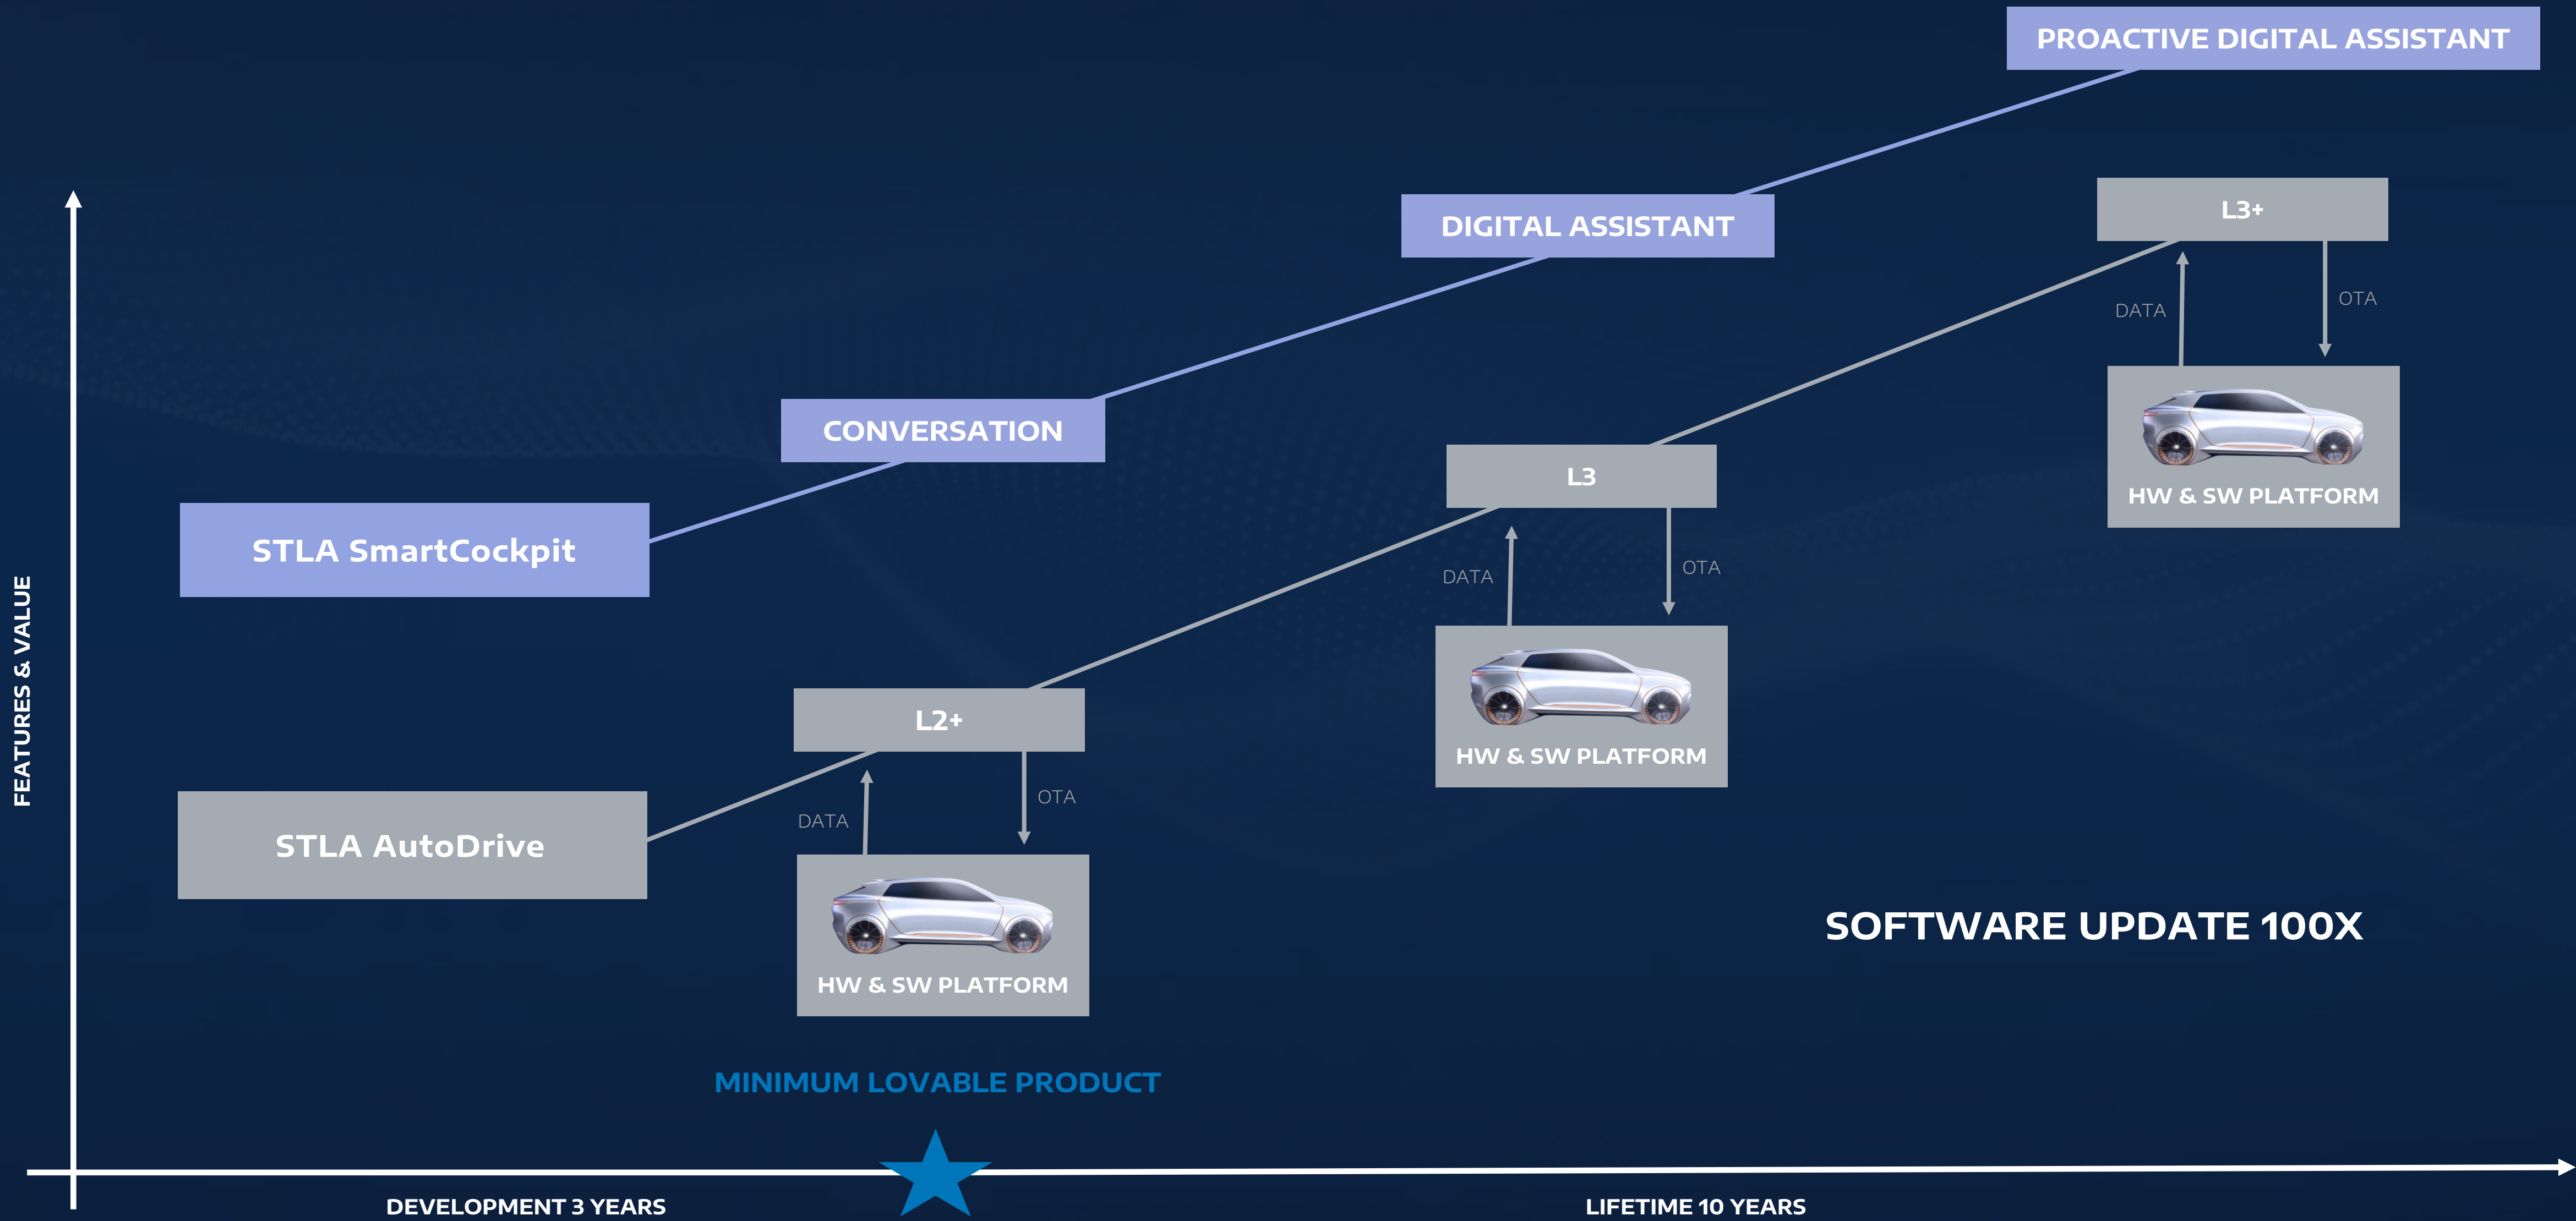 PROACTIVE DIGITAL ASSISTANT
L3+
DIGITAL ASSISTANT
DATA
OTA
CONVERSATION
L3
HW & SW PLATFORM
STLA SmartCockpit
DATA
OTA
FEATURES & VALUE
L2+
HW & SW PLATFORM
STLA AutoDrive
DATA
OTA
SOFTWARE UPDATE 100X
HW & SW PLATFORM
MINIMUM LOVABLE PRODUCT
DEVELOPMENT 3 YEARS
LIFETIME 10 YEARS